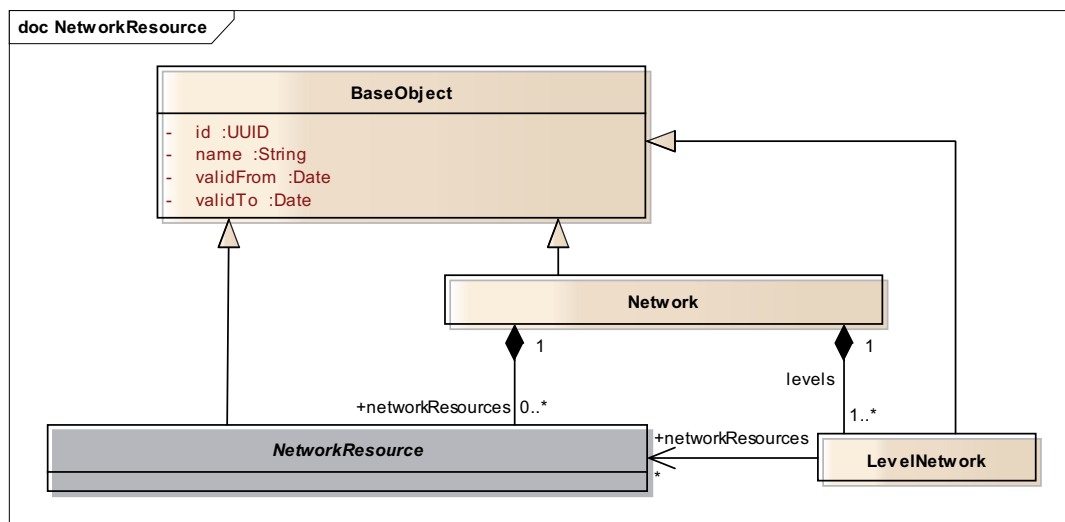 doc NetworkResource
BaseObject
- id :UUID
- name :String
- validFrom :Date
- validTo :Date
Network
1
1
levels
+networkResources 0..*
1..*
NetworkResource
+networkResources
*
LevelNetwork